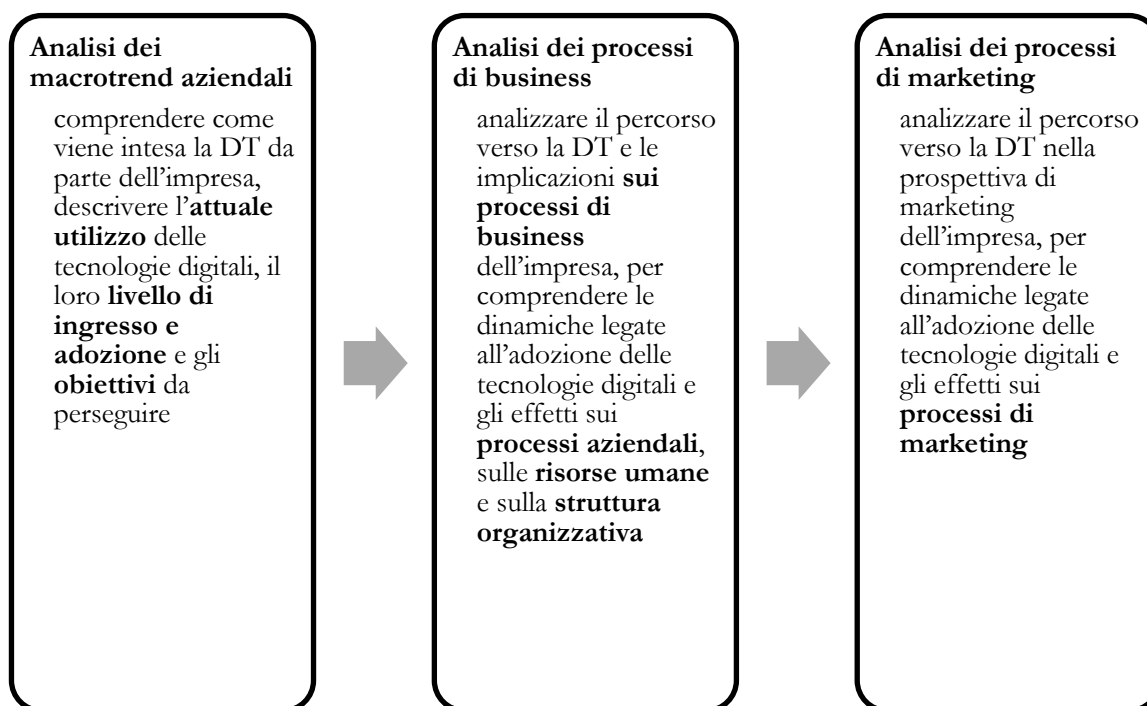 Analisi dei
macrotrend aziendali
comprendere come
viene intesa la DT da
parte dell’impresa,
descrivere l’attuale
utilizzo delle
tecnologie digitali, il
loro livello di
ingresso e
adozione e gli
obiettivi da
perseguire
Analisi dei processi
di business
analizzare il percorso
verso la DT e le
implicazioni sui
processi di
business
dell’impresa, per
comprendere le
dinamiche legate
all’adozione delle
tecnologie digitali e
gli effetti sui
processi aziendali,
sulle risorse umane
e sulla struttura
organizzativa
Analisi dei processi
di marketing
analizzare il percorso
verso la DT nella
prospettiva di
marketing
dell’impresa, per
comprendere le
dinamiche legate
all’adozione delle
tecnologie digitali e
gli effetti sui
processi di
marketing